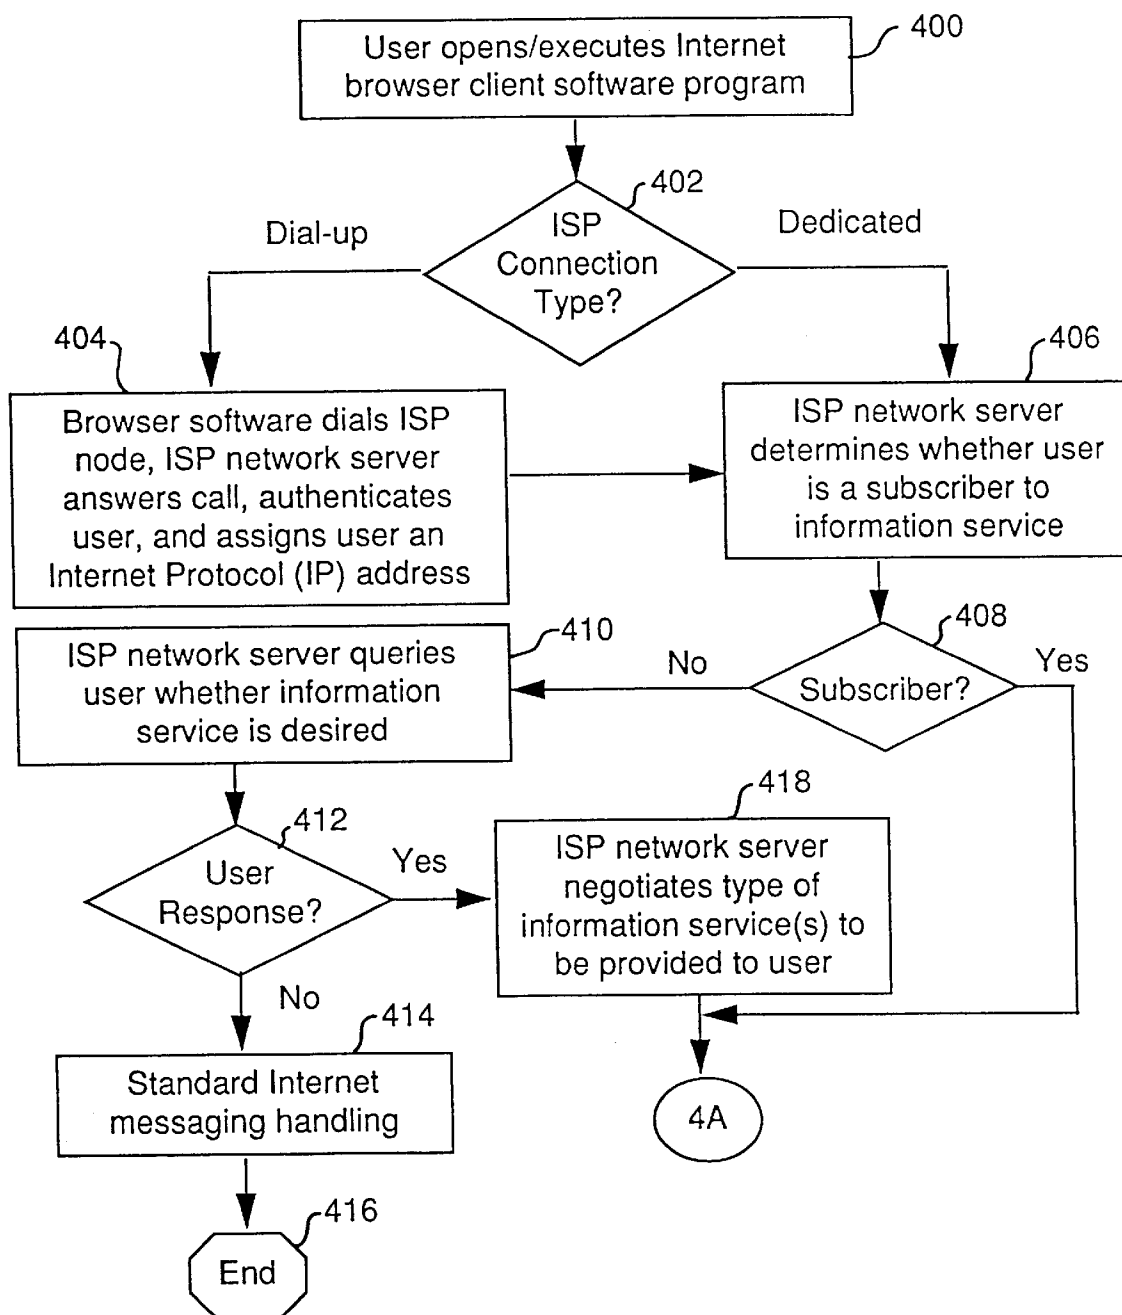 400
User opens/executes Internet
browser client software program
402
ISP
Connection
Type?
Dial-up
Dedicated
404
Browser software dials ISP
node, ISP network server
answers call, authenticates
user, and assigns user an
Internet Protocol (IP) address
406
ISP network server
determines whether user
is a subscriber to
information service
408
Subscriber?
No
Yes
410
ISP network server queries
user whether information
service is desired
412
User
Response?
Yes
No
418
ISP network server
negotiates type of
information service(s) to
be provided to user
414
Standard Internet
messaging handling
4A
416
End